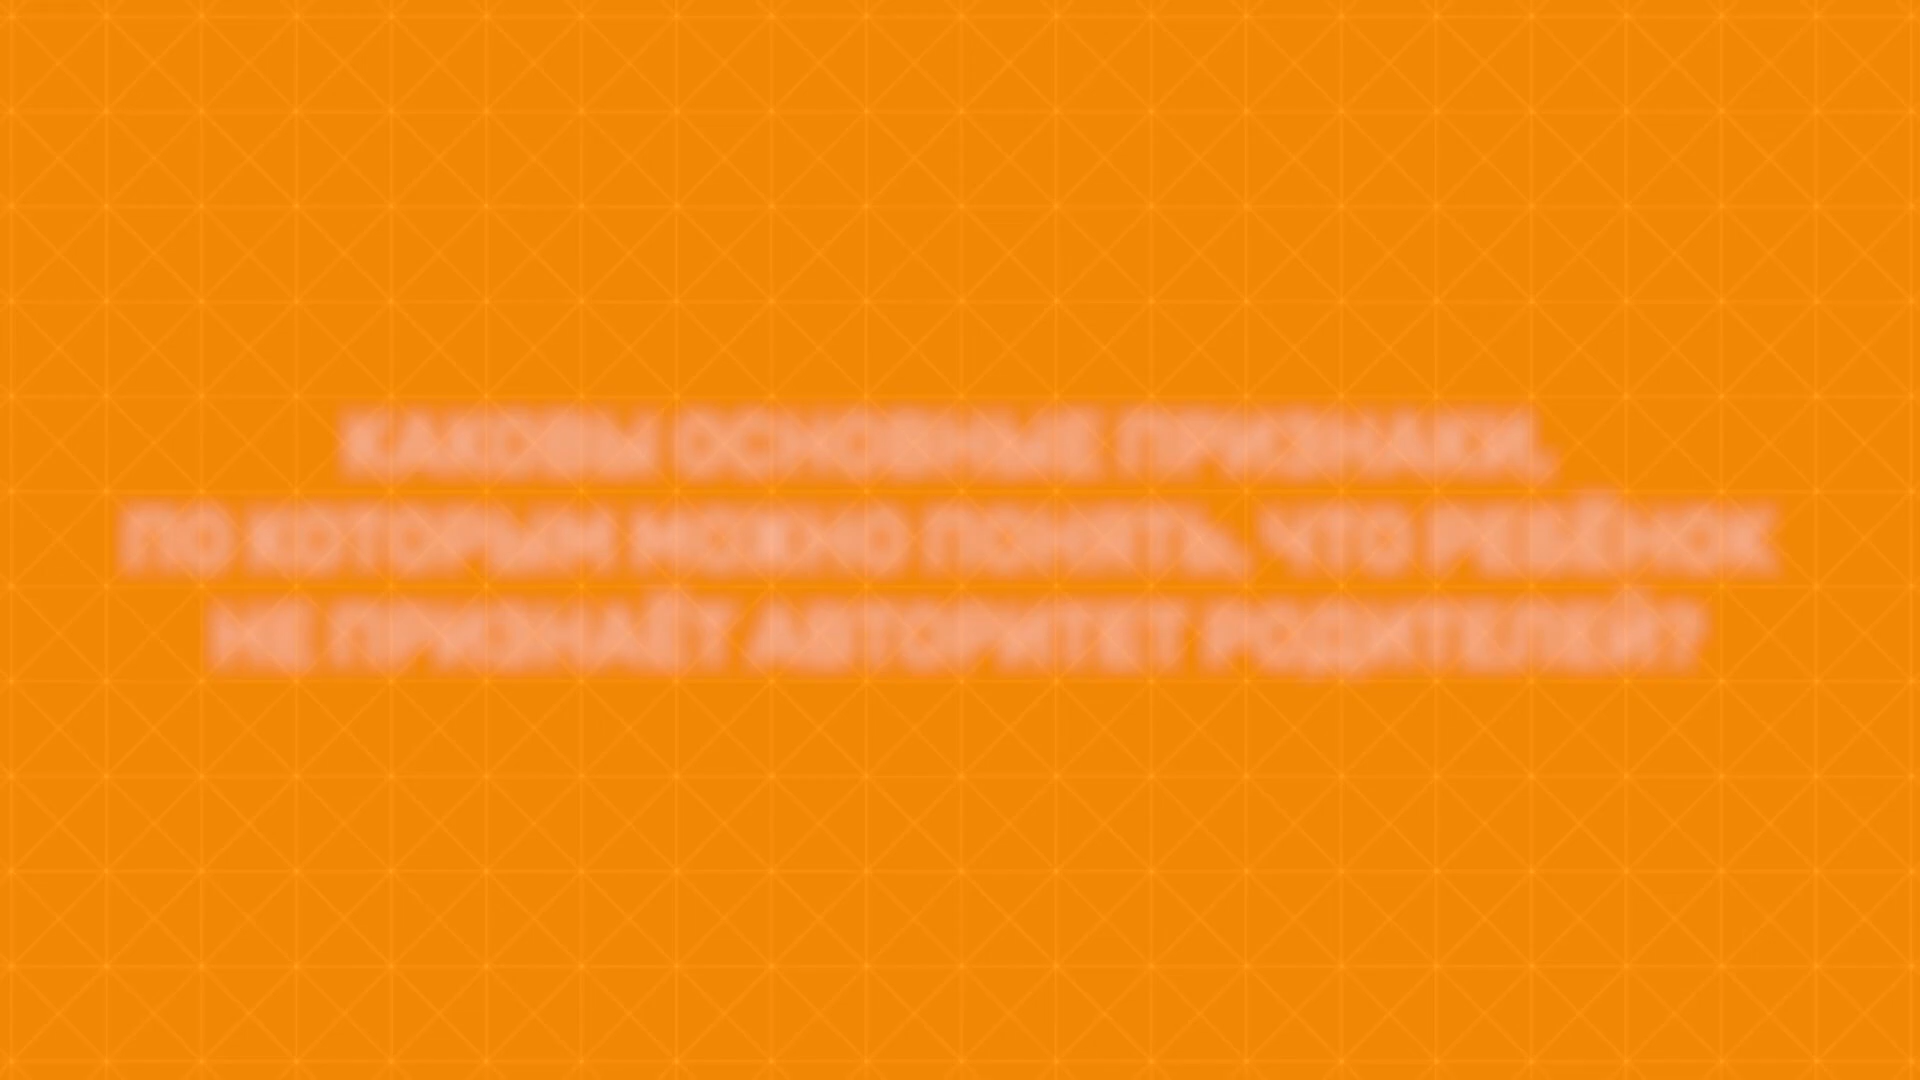 КАКОВЫ ОСНОВНЫЕ ПРИЗНАКИ,
ПО КОТОРЫМ МОЖНО ПОНЯТЬ, ЧТО РЕБЁНОК
НЕ ПРИЗНАЁТ АВТОРИТЕТ РОДИТЕЛЕЙ?